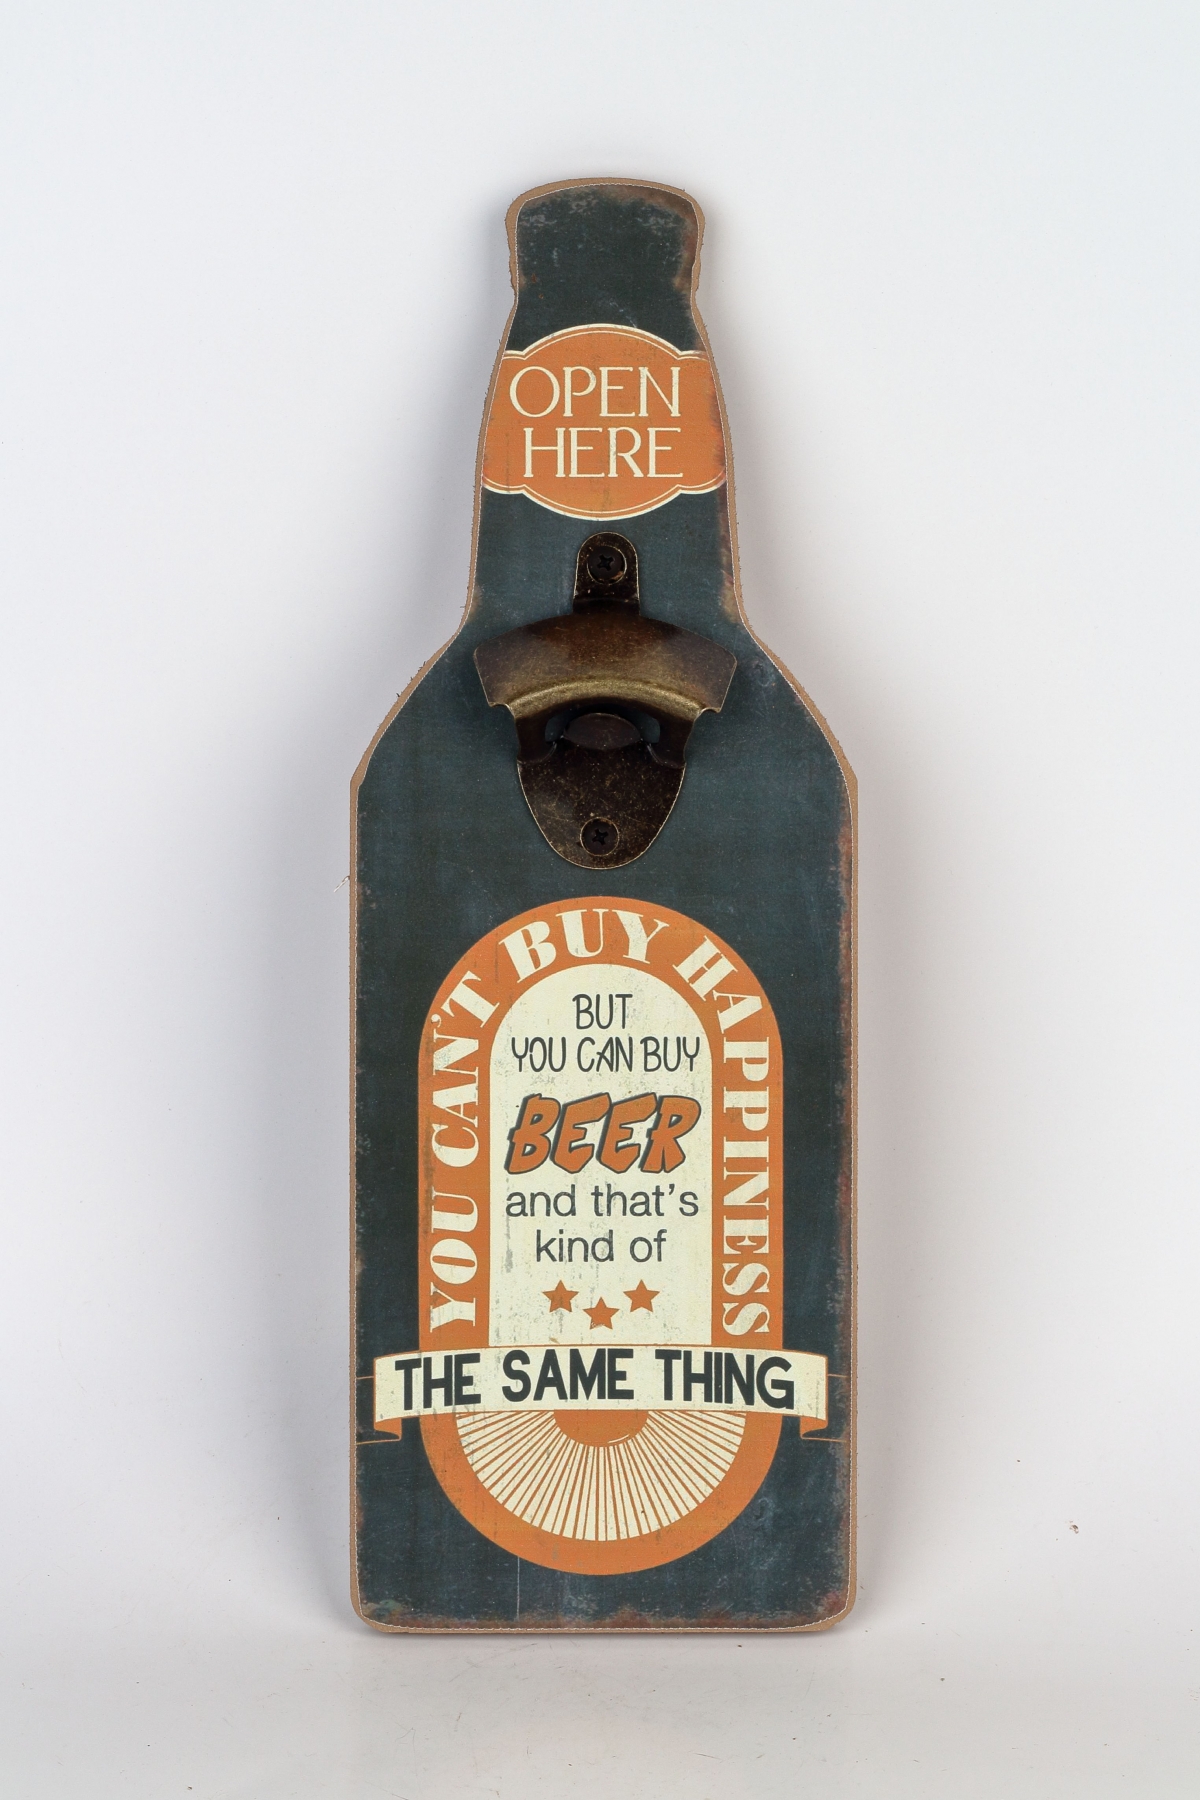 OPEN
HERE
YOU CAN'T BUY HAPPINESS
BUT
YOU CAN BUY
BEER
and that's
kind of
THE SAME THING